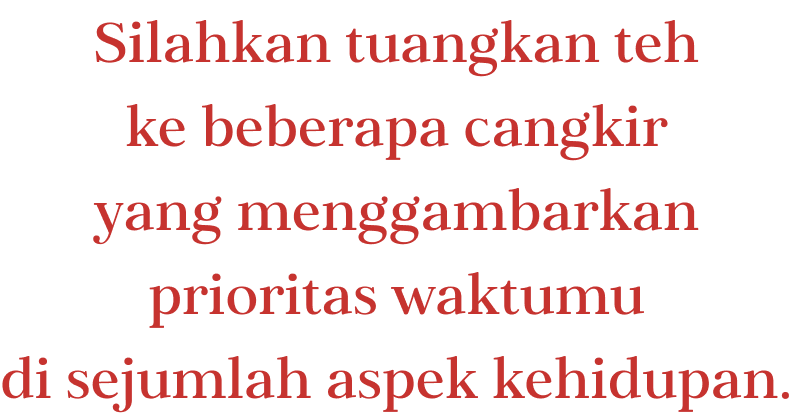 Silahkan tuangkan teh
ke beberapa cangkir
yang menggambarkan
prioritas waktumu
di sejumlah aspek kehidupan.